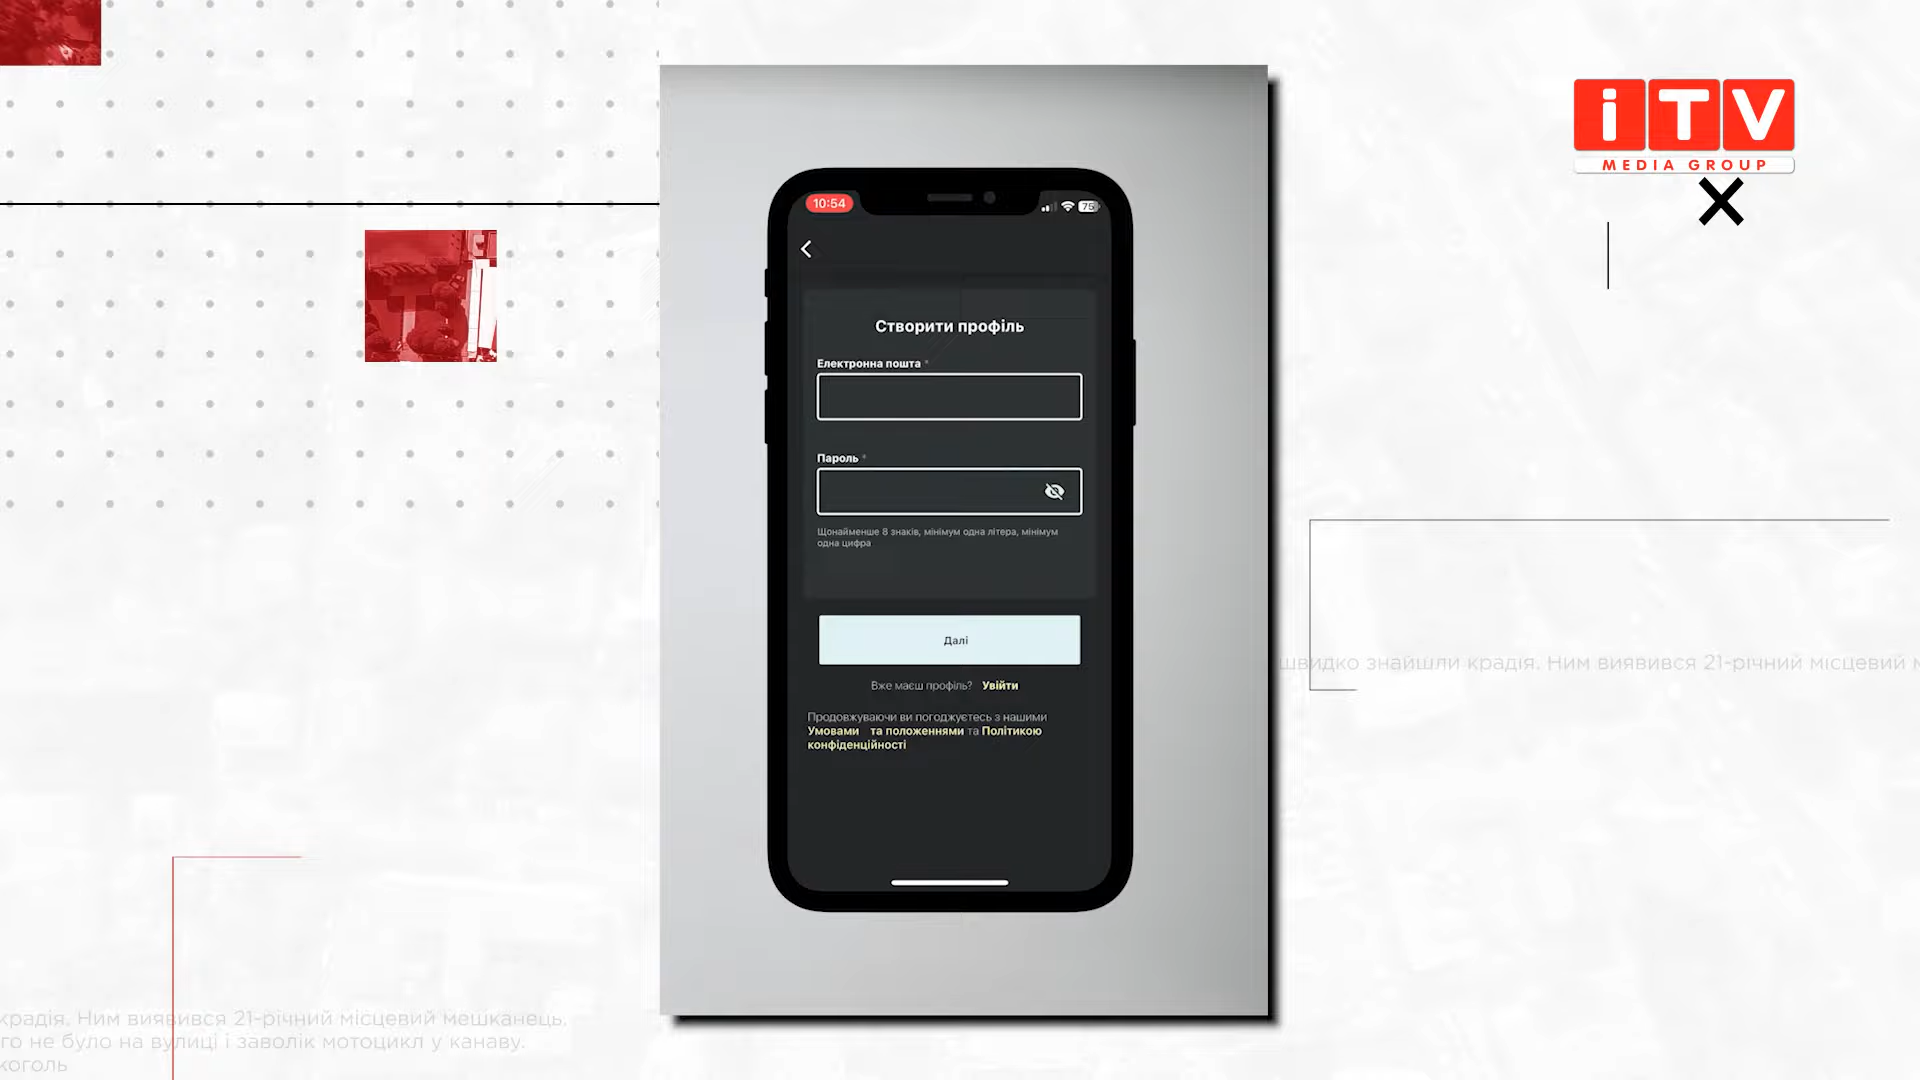 iTV
MEDIA GROUP
10:54
75
Створити профіль
Електронна пошта *
Пароль *
Щонайменше 8 знаків, мінімум одна літера, мінімум
одна цифра
Далі
Вже маєш профіль? Увійти
Продовжуваючи ви погоджуєтесь з нашими
Умовами та положеннями та Політикою
конфіденційності
швидко знайшли крадія. Ним виявився 21-річний місцевий
крадія. Ним виявився 21-річний місцевий мешканець.
го не було на вулиці і заволік мотоцикл у канаву.
коголь